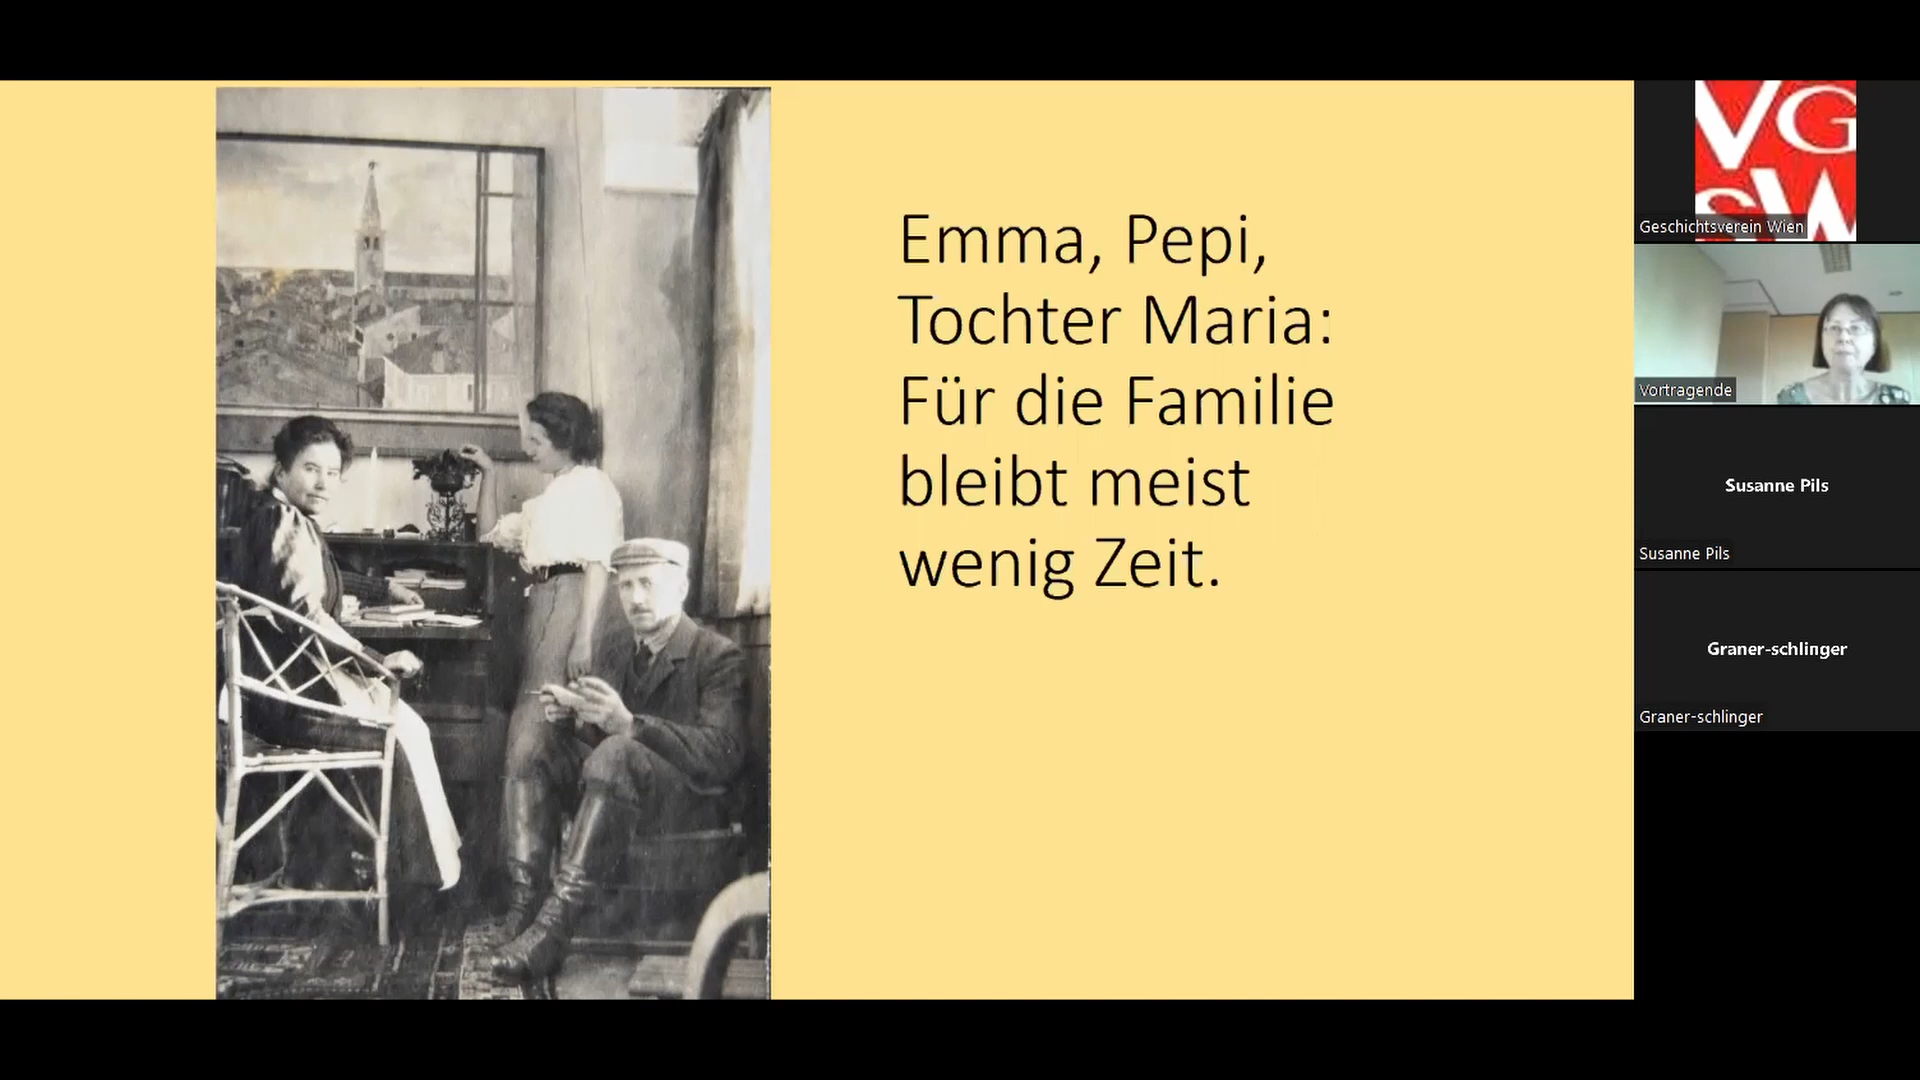 Emma, Pepi,
Tochter Maria:
Für die Familie
bleibt meist
wenig Zeit.
VG
SW
Geschichtsverein Wien
Vortragende
Susanne Pils
Susanne Pils
Graner-schlinger
Graner-schlinger